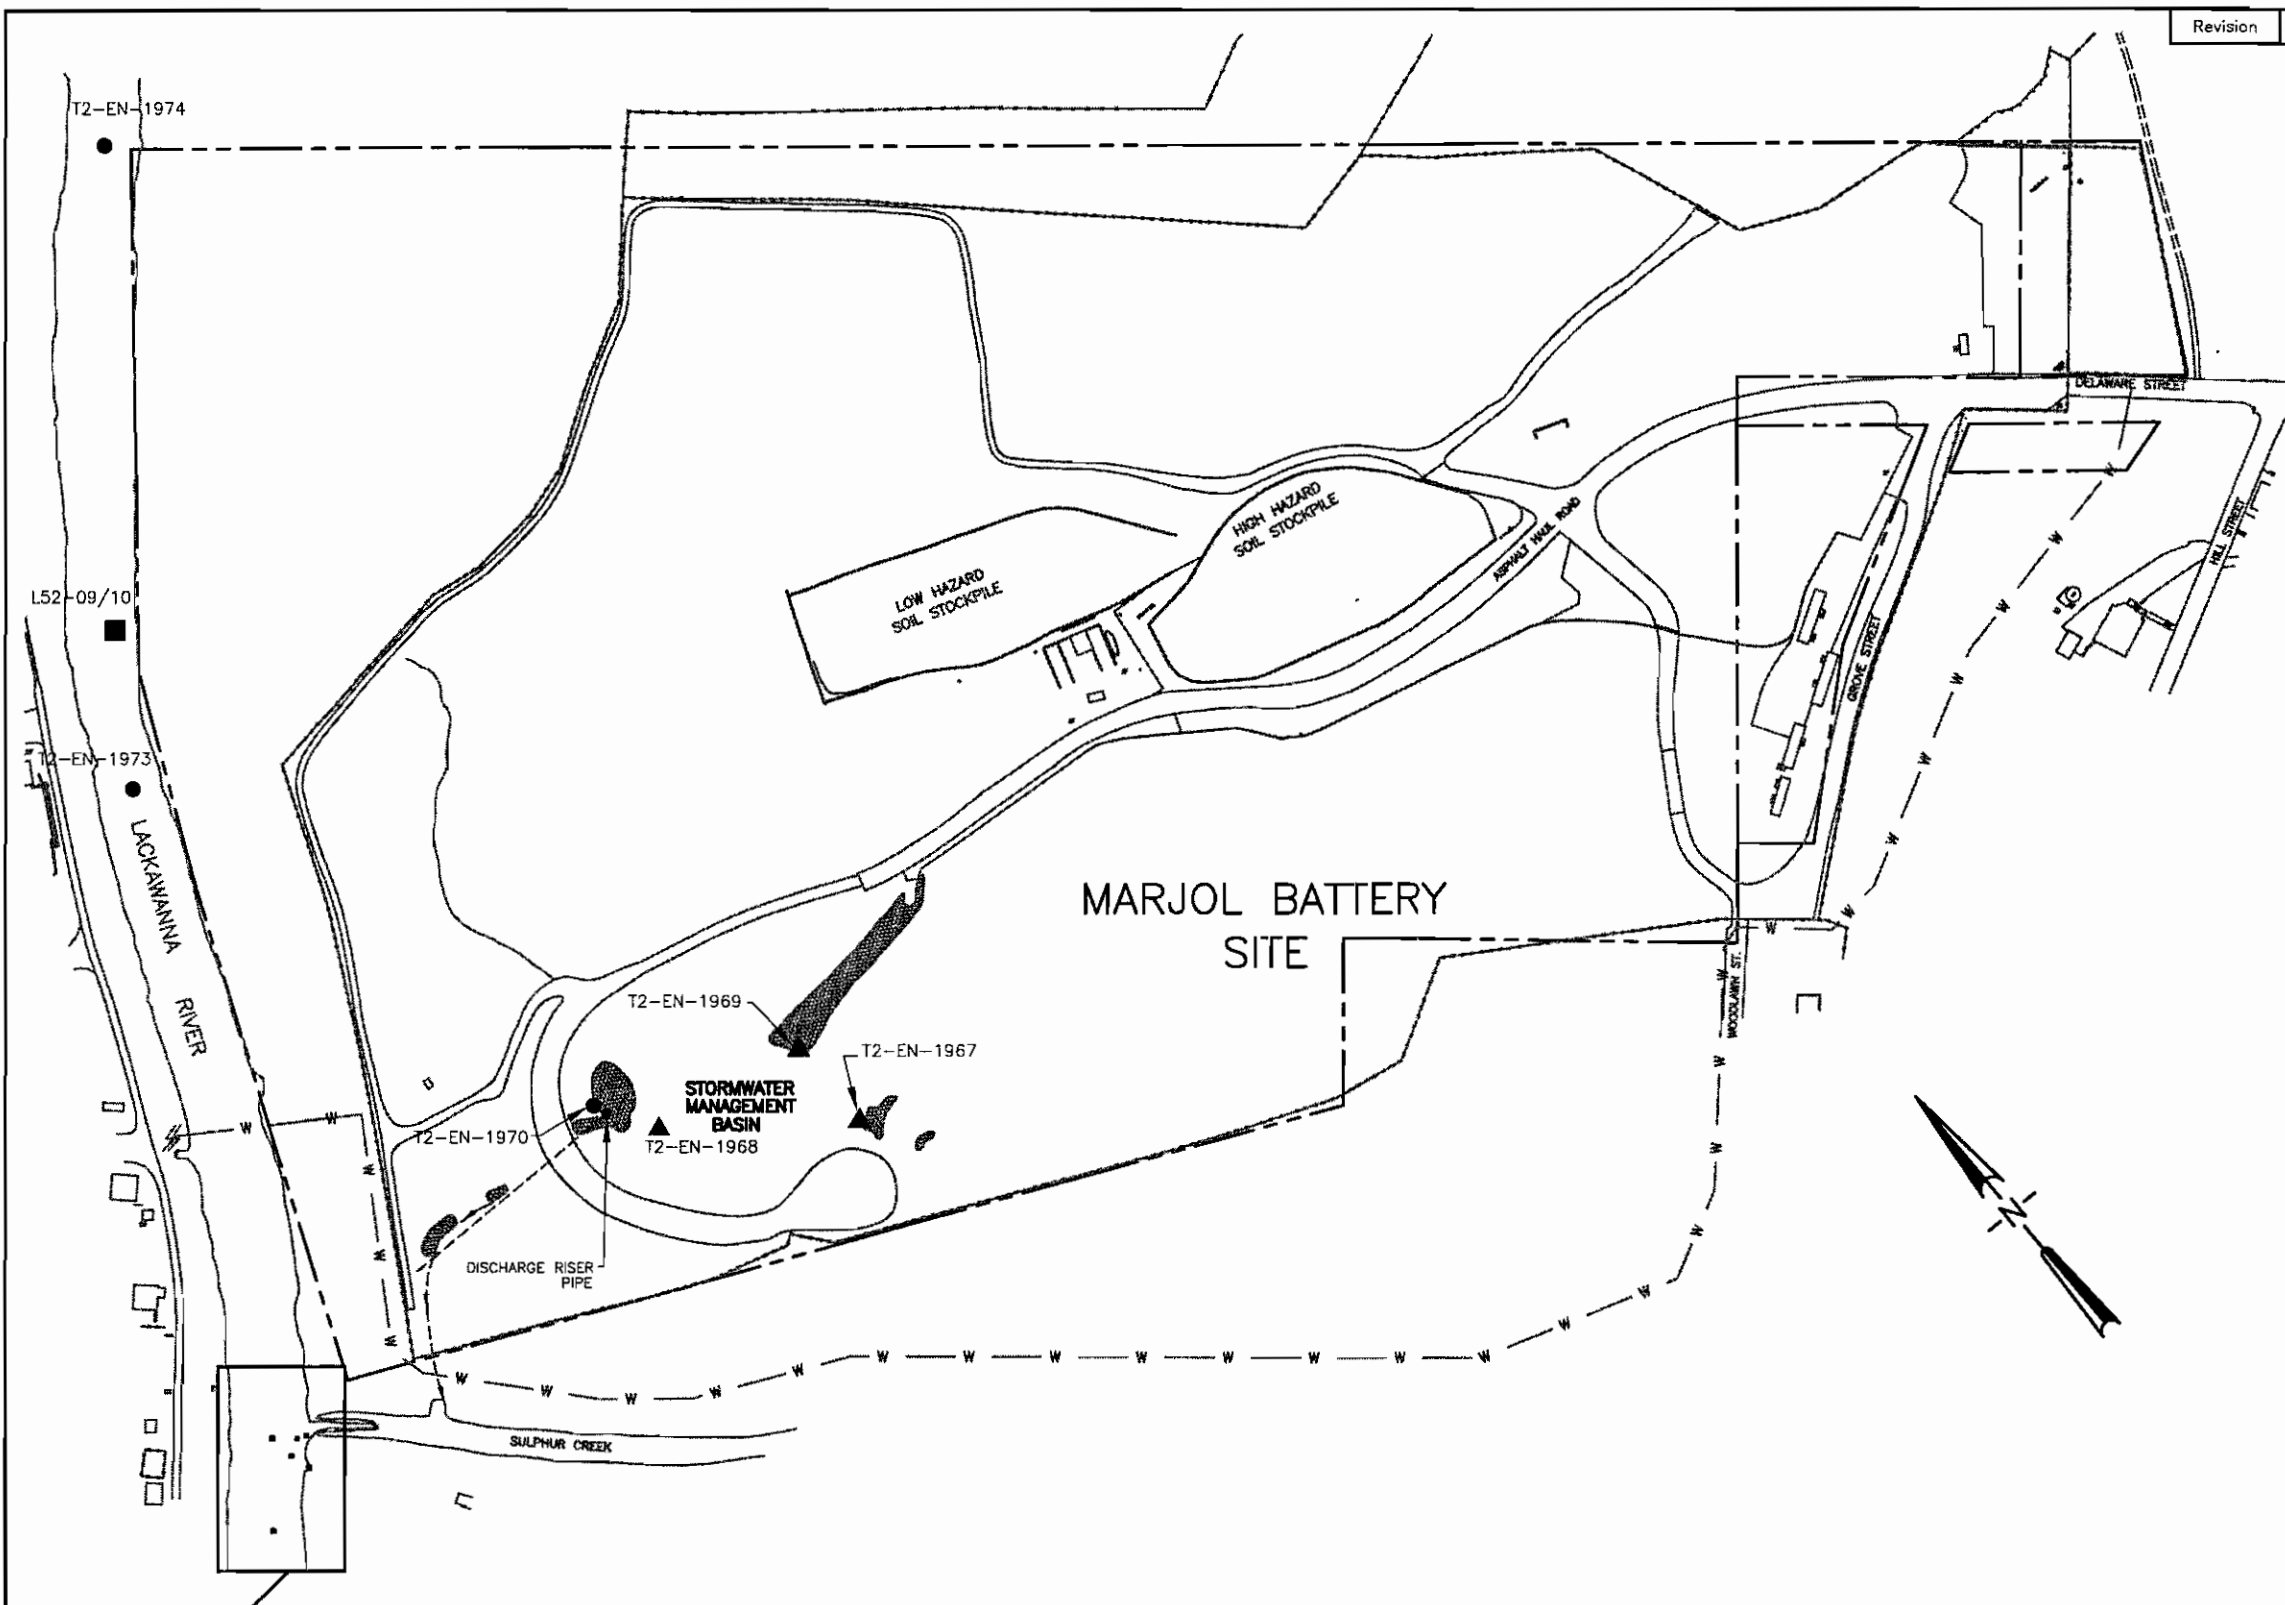 Revision
T2-EN-1974
DELAWARE STREET
HIGH HAZARD
SOIL STOCKPILE
ASPHALT HAUL ROAD
HILL STREET
LOW HAZARD
SOIL STOCKPILE
L52-09/10
GROVE STREET
T2-EN-1973
LACKAWANNA RIVER
MARJOL BATTERY
SITE
WOODLAWN ST.
T2-EN-1969
T2-EN-1967
STORMWATER
MANAGEMENT
BASIN
T2-EN-1970
T2-EN-1968
N
DISCHARGE RISER
PIPE
SULPHUR CREEK
W W W W W W W W
W
W W W W W
W W W W W
W W W W W W W W W W W W W W W